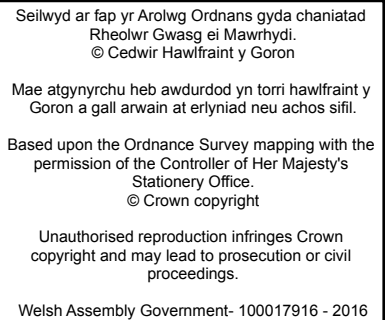 Seilwyd ar fap yr Arolwg Ordnans gyda chaniatad
Rheolwr Gwasg ei Mawrhydi.
© Cedwir Hawlfraint y Goron
Mae atgynyrchu heb awdurdod yn torri hawlfraint y
Goron a gall arwain at erlyniad neu achos sifil.
Based upon the Ordnance Survey mapping with the
permission of the Controller of Her Majesty's
Stationery Office.
© Crown copyright
Unauthorised reproduction infringes Crown
copyright and may lead to prosecution or civil
proceedings.
Welsh Assembly Government- 100017916 - 2016